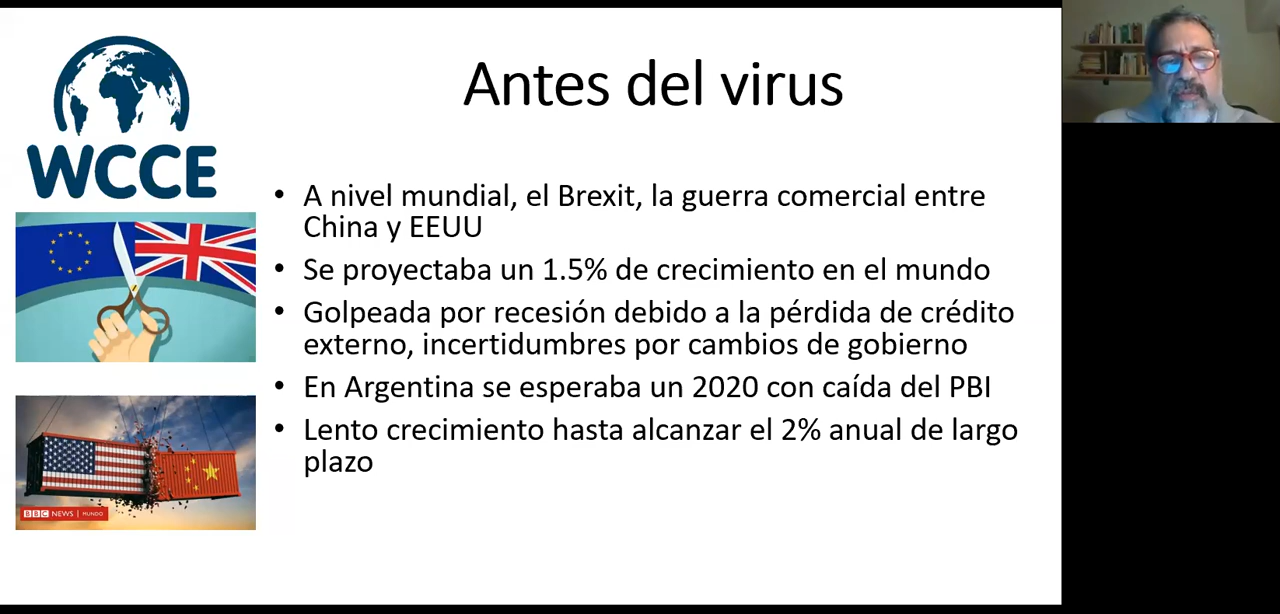 WCCE
Antes del virus
• A nivel mundial, el Brexit, la guerra comercial entre
China y EEUU
• Se proyectaba un 1.5% de crecimiento en el mundo
• Golpeada por recesión debido a la pérdida de crédito
externo, incertidumbres por cambios de gobierno
• En Argentina se esperaba un 2020 con caída del PBI
• Lento crecimiento hasta alcanzar el 2% anual de largo
plazo
BBC NEWS | MUNDO